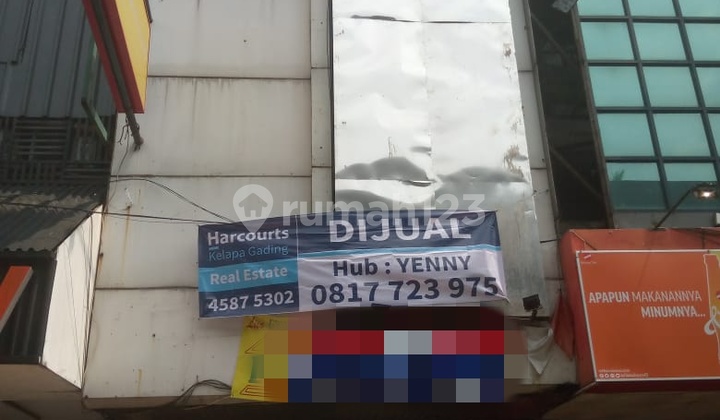 rumah123
Harcourts
Kelapa Gading
Real Estate
4587 5302
DIJUAL
Hub : YENNY
0817 723 975
APAPUN MAKANANNYA
MINUMNYA...